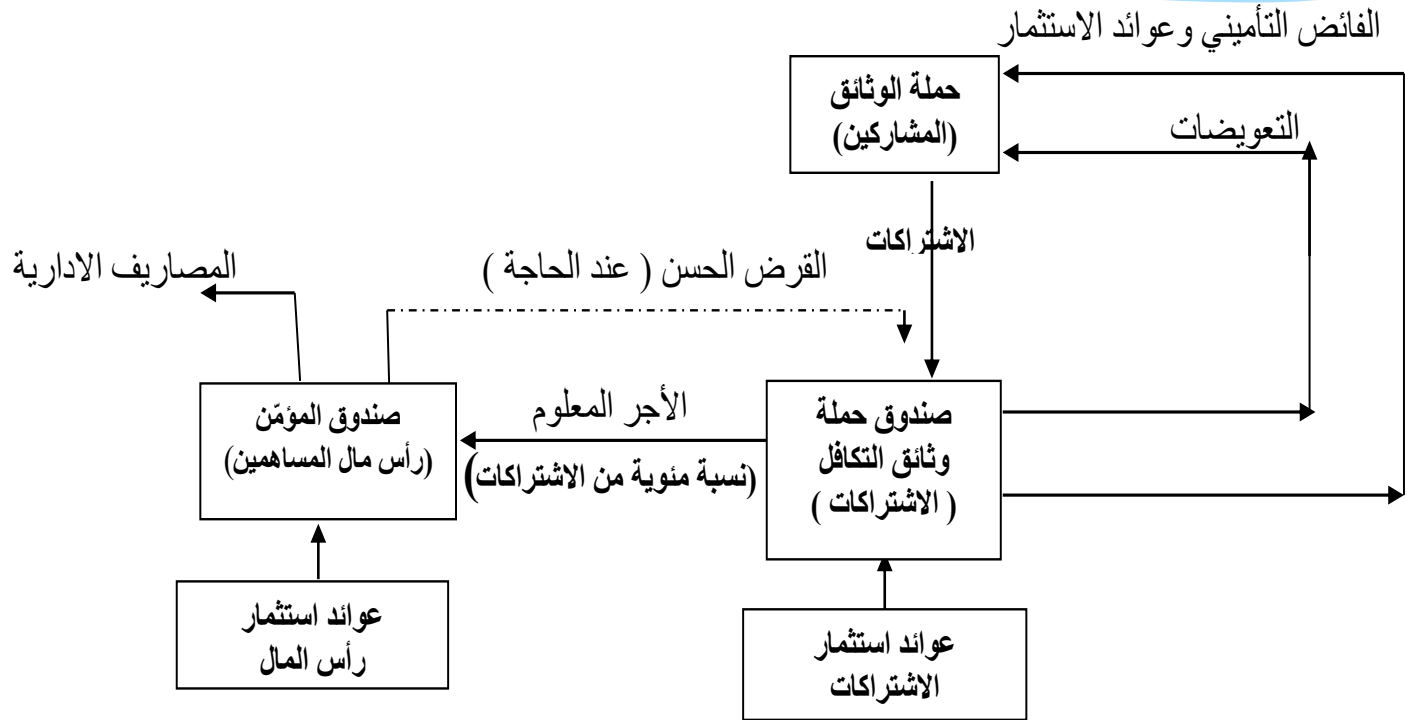 الفائض التأميني وعوائد الاستثمار
حملة الوثائق
(المشاركين)
التعويضات
الاشتراكات
القرض الحسن ( عند الحاجة )
المصاريف الادارية
صندوق حملة
وثائق التكافل
( الاشتراكات )
الأجر المعلوم
(نسبة مئوية من الاشتراكات)
صندوق المؤمّن
(رأس مال المساهمين)
عوائد استثمار
الاشتراكات
عوائد استثمار
رأس المال